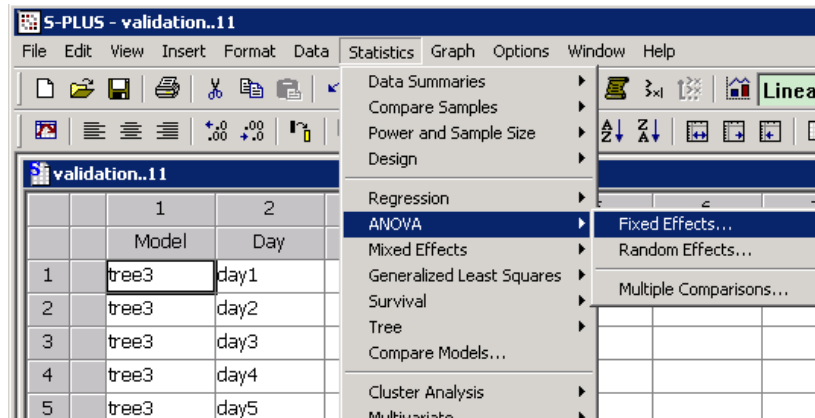 S-PLUS - validation..11
File Edit View Insert Format Data Statistics Graph Options Window Help
Linea
validation..11
Data Summaries
Compare Samples
Power and Sample Size
Design
Regression
ANOVA
Mixed Effects
Generalized Least Squares
Survival
Tree
Compare Models...
Cluster Analysis
Multivariate
Fixed Effects...
Random Effects...
Multiple Comparisons...
1 2
Model Day
1 tree3 day1
2 tree3 day2
3 tree3 day3
4 tree3 day4
5 tree3 day5